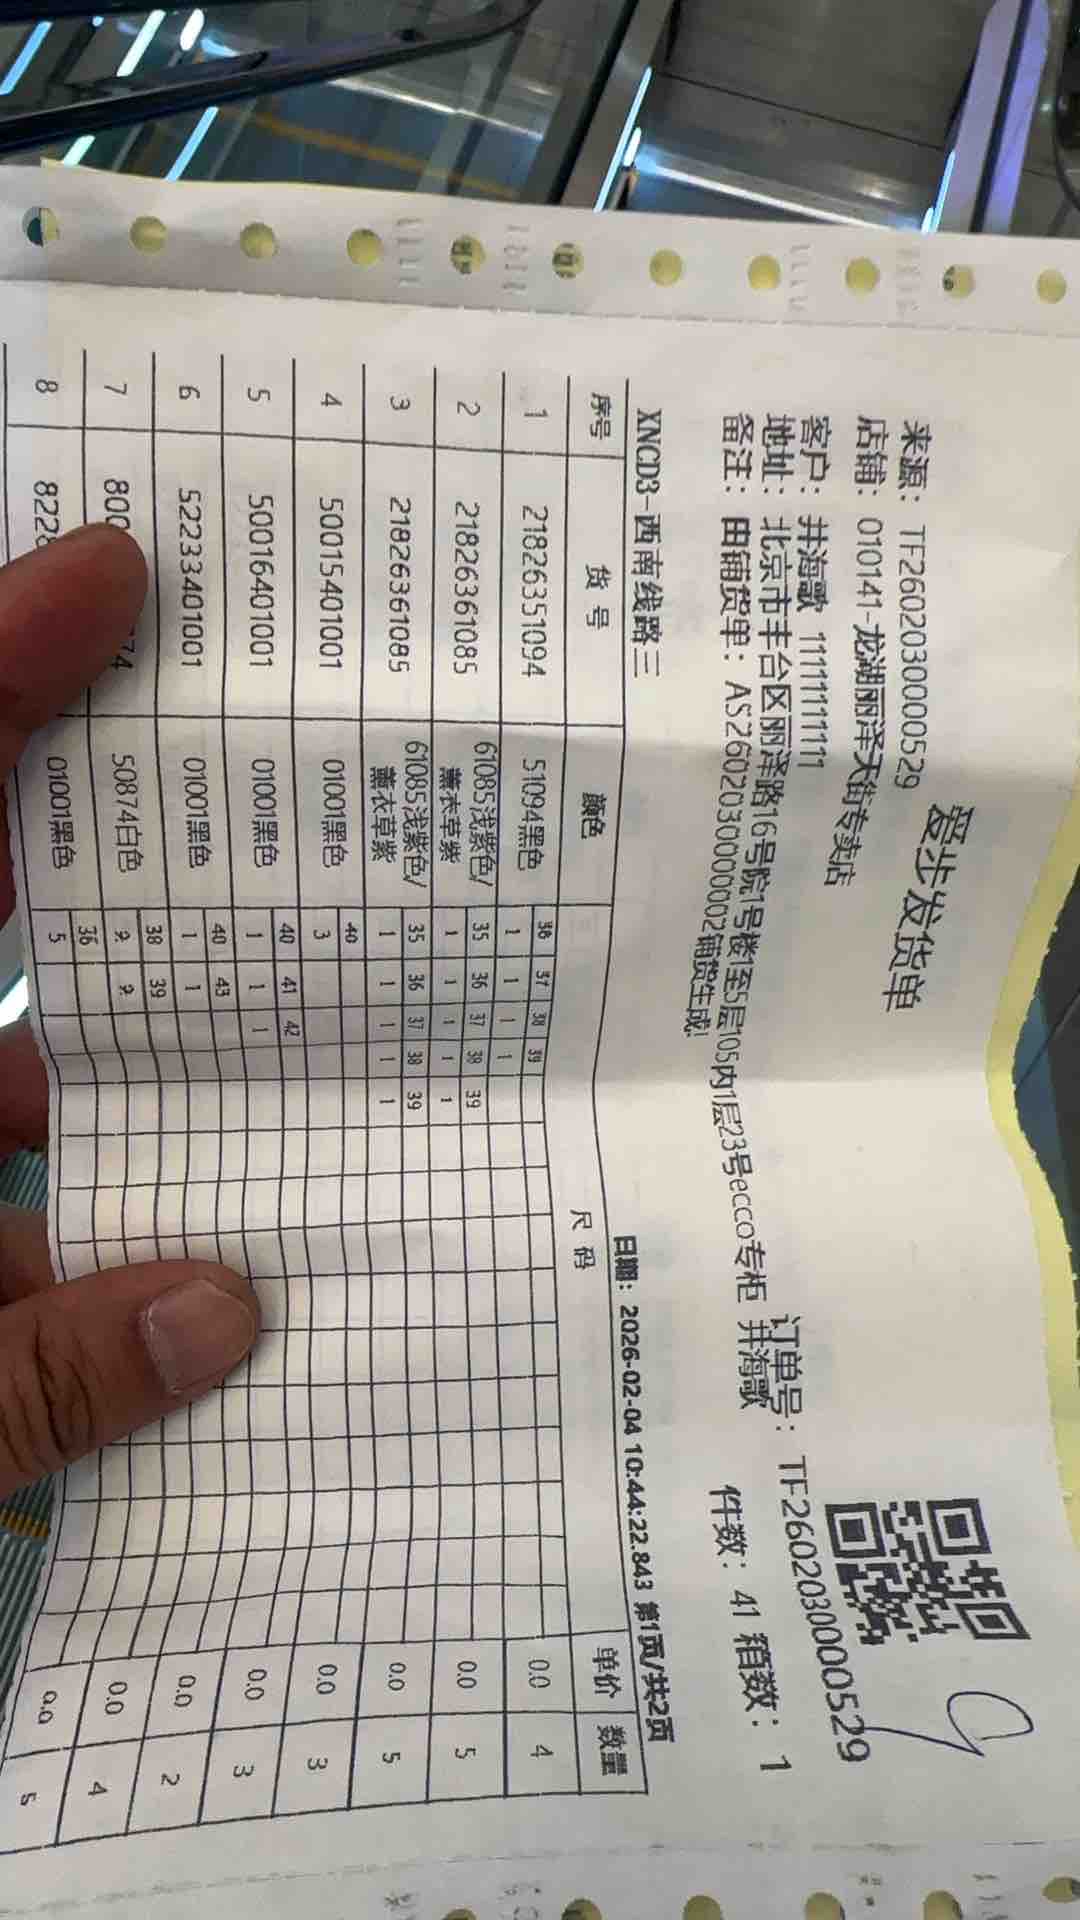 爱步发货单
来源: TF26020300000529
店铺: 010141-龙湖丽泽天街专卖店
客户: 井海歌 11111111111
订单号: TF26020300000529
地址: 北京市丰台区丽泽路16号院1号楼1至5层105内1层23号ecco专柜 井海歌
备注: 由铺货单: AS26020300000002铺货生成!
件数: 41 箱数: 1
XNCD3-西南线路三
日期: 2026-02-04 10:44:22.843 第1页/共2页
序号 货号 颜色 尺码 单价 数量
36 37 38 39
1 21826351094 51094黑色 1 1 1 1 0.0 4
35 36 37 38 39
2 21826361085 61085浅紫色/薰衣草紫 1 1 1 1 1 0.0 5
35 36 37 38 39
3 21826361085 61085浅紫色/薰衣草紫 1 1 1 1 1 0.0 5
40
4 50015401001 01001黑色 3 0.0 3
40 41 42
5 50016401001 01001黑色 1 1 1 0.0 3
40 43
6 52233401001 01001黑色 1 1 0.0 2
38 39
7 50874白色 2 2 0.0 4
36
8 01001黑色 5 0.0 5